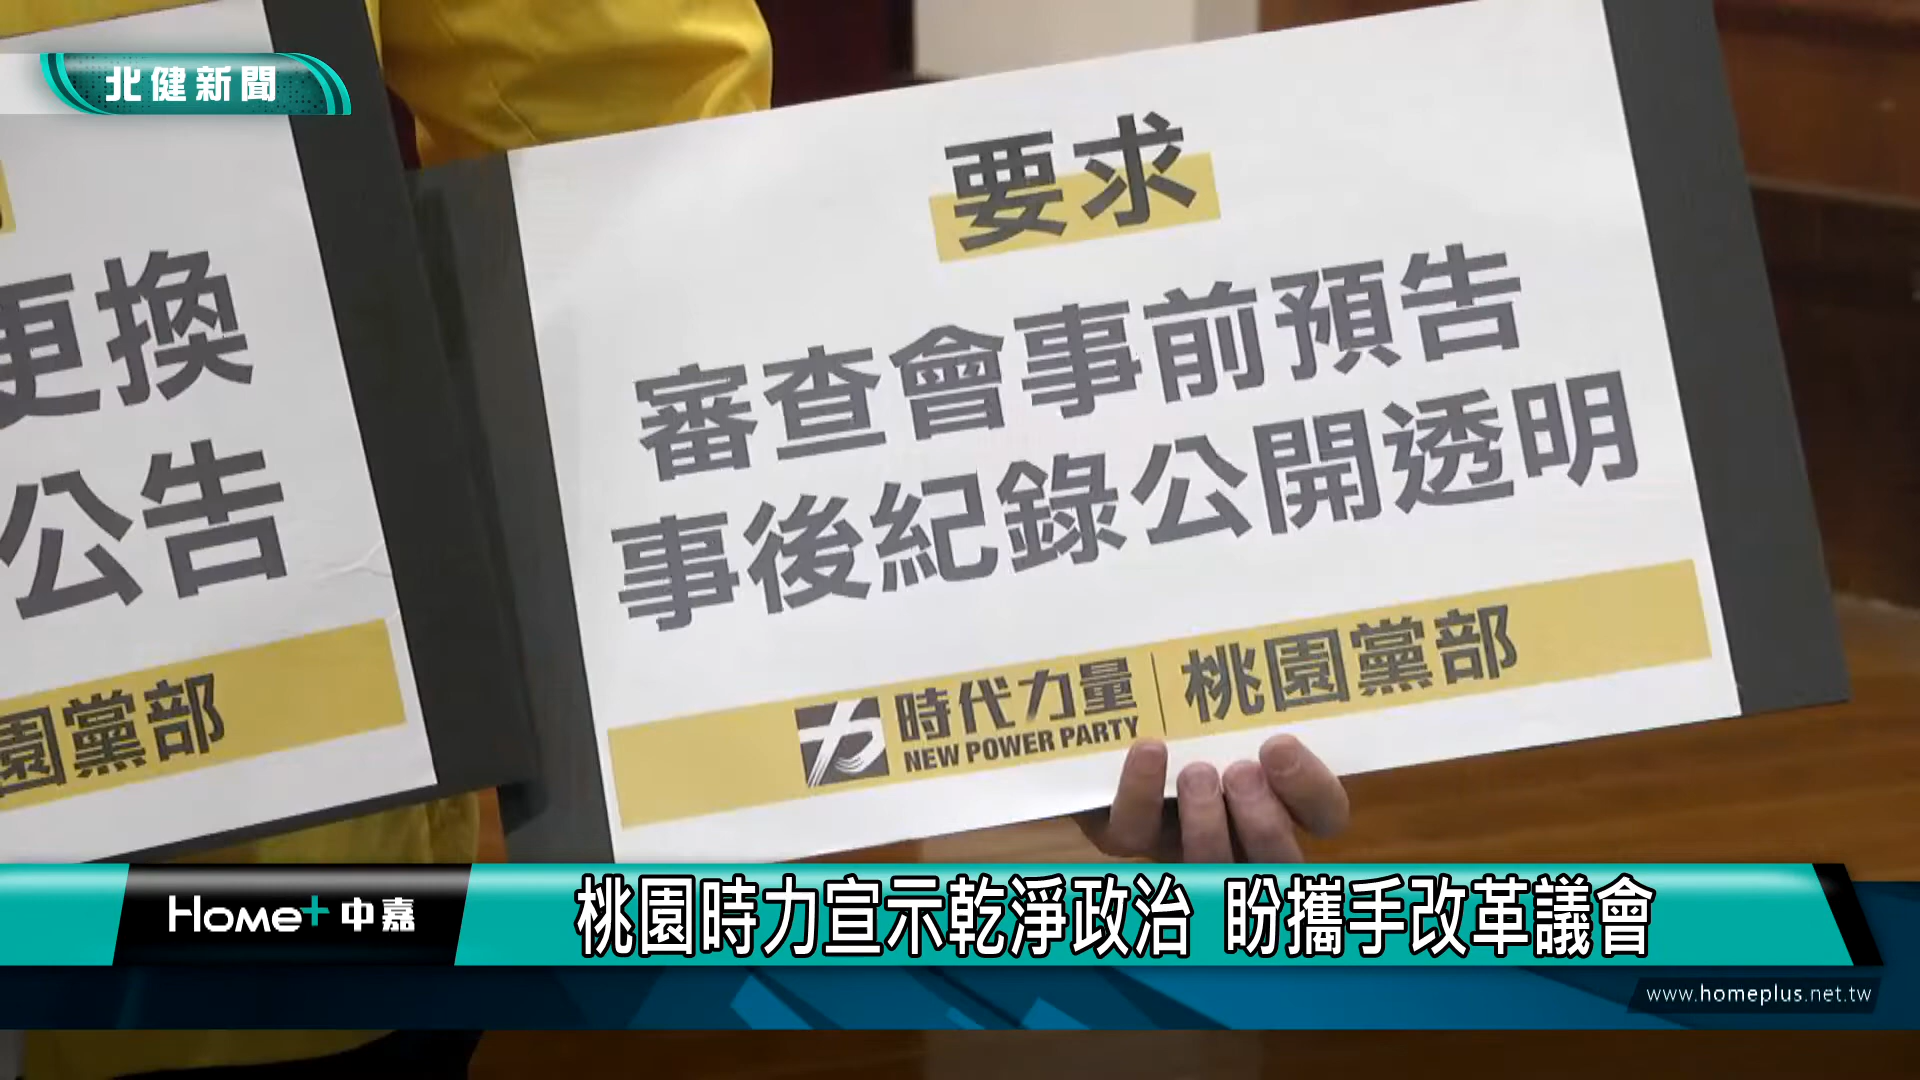 北健新聞
更換
公告
園黨部
要求
審查會事前預告
事後紀錄公開透明
時代力量
NEW POWER PARTY
桃園黨部
Home+中嘉
桃園時力宣示乾淨政治 盼攜手改革議會
www.homeplus.net.tw